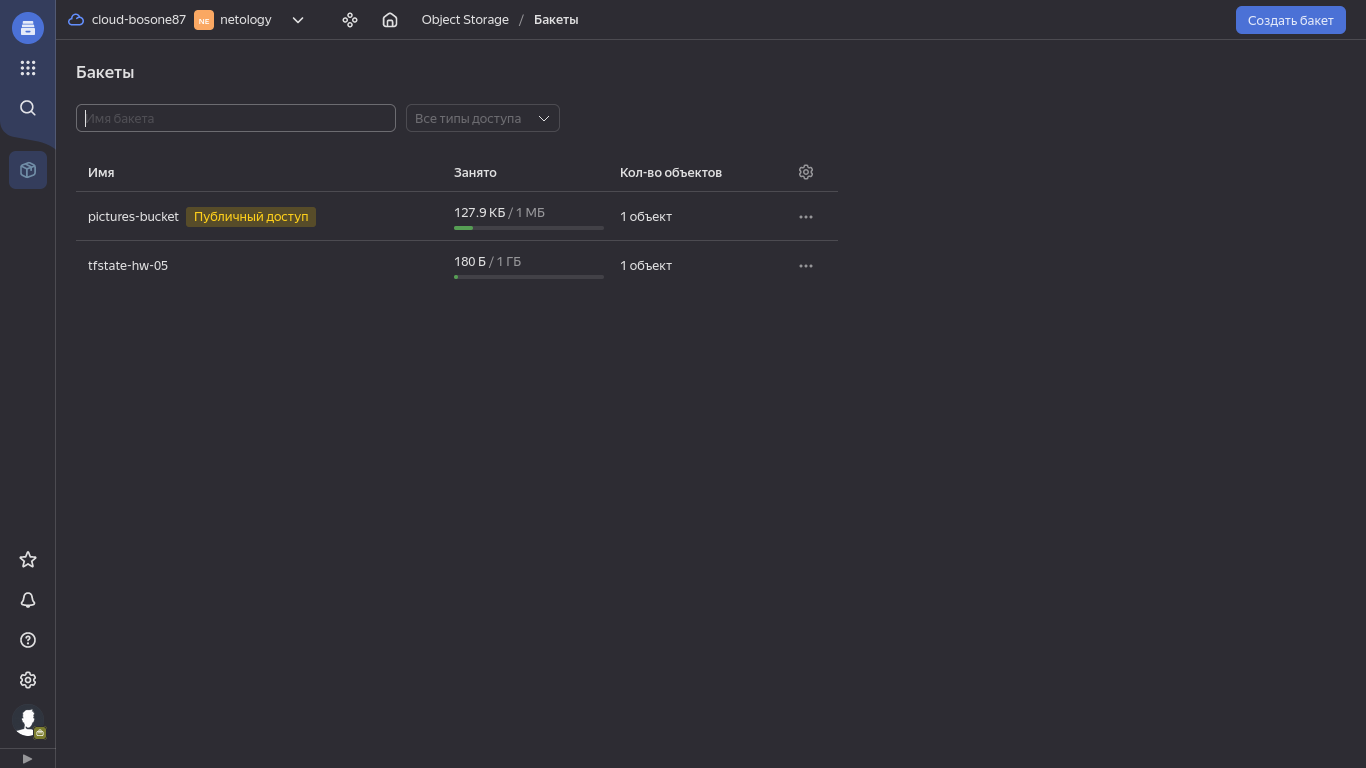 cloud-bosone87 NE netology Object Storage / Бакеты Создать бакет
Бакеты
Имя бакета Все типы доступа
Имя Занято Кол-во объектов
pictures-bucket Публичный доступ 127.9 КБ / 1 МБ 1 объект
tfstate-hw-05 180 Б / 1 ГБ 1 объект